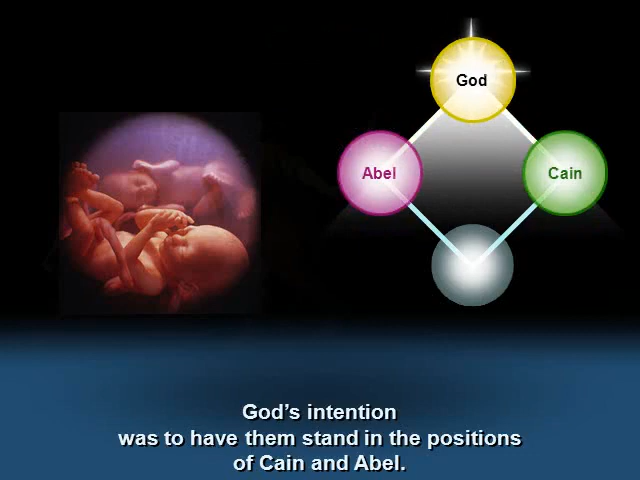 God
Abel
Cain
God’s intention
was to have them stand in the positions
of Cain and Abel.